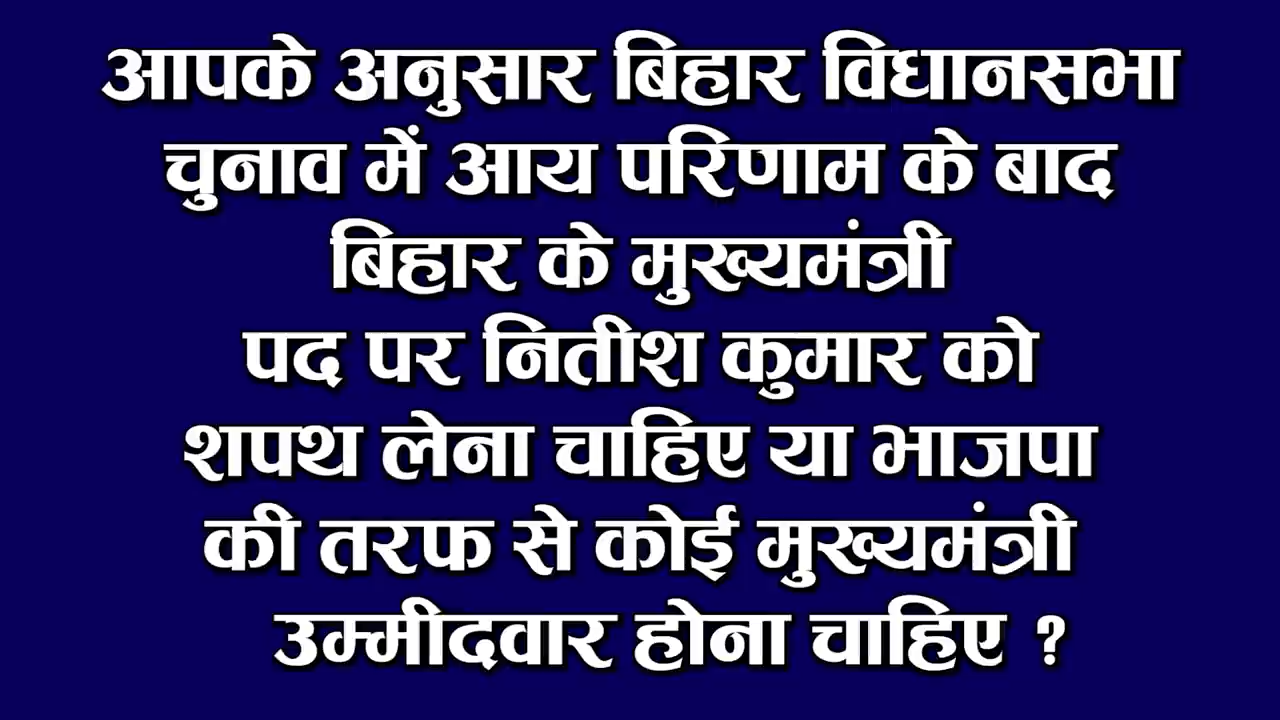 आपके अनुसार बिहार विधानसभा
चुनाव में आय परिणाम के बाद
बिहार के मुख्यमंत्री
पद पर नितीश कुमार को
शपथ लेना चाहिए या भाजपा
की तरफ से कोई मुख्यमंत्री
उम्मीदवार होना चाहिए ?